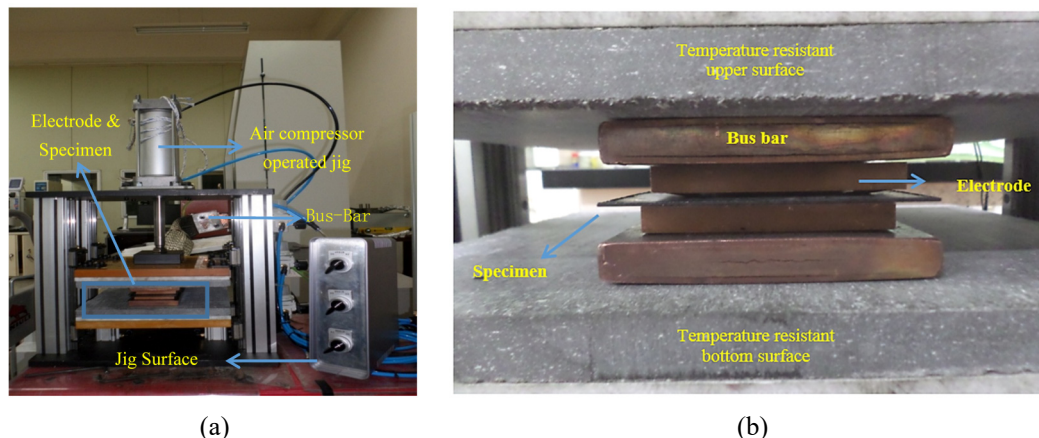 Electrode &
Specimen
Air compressor
operated jig
Bus-Bar
Jig Surface
(a)
Temperature resistant
upper surface
Bus bar
Electrode
Specimen
Temperature resistant
bottom surface
(b)